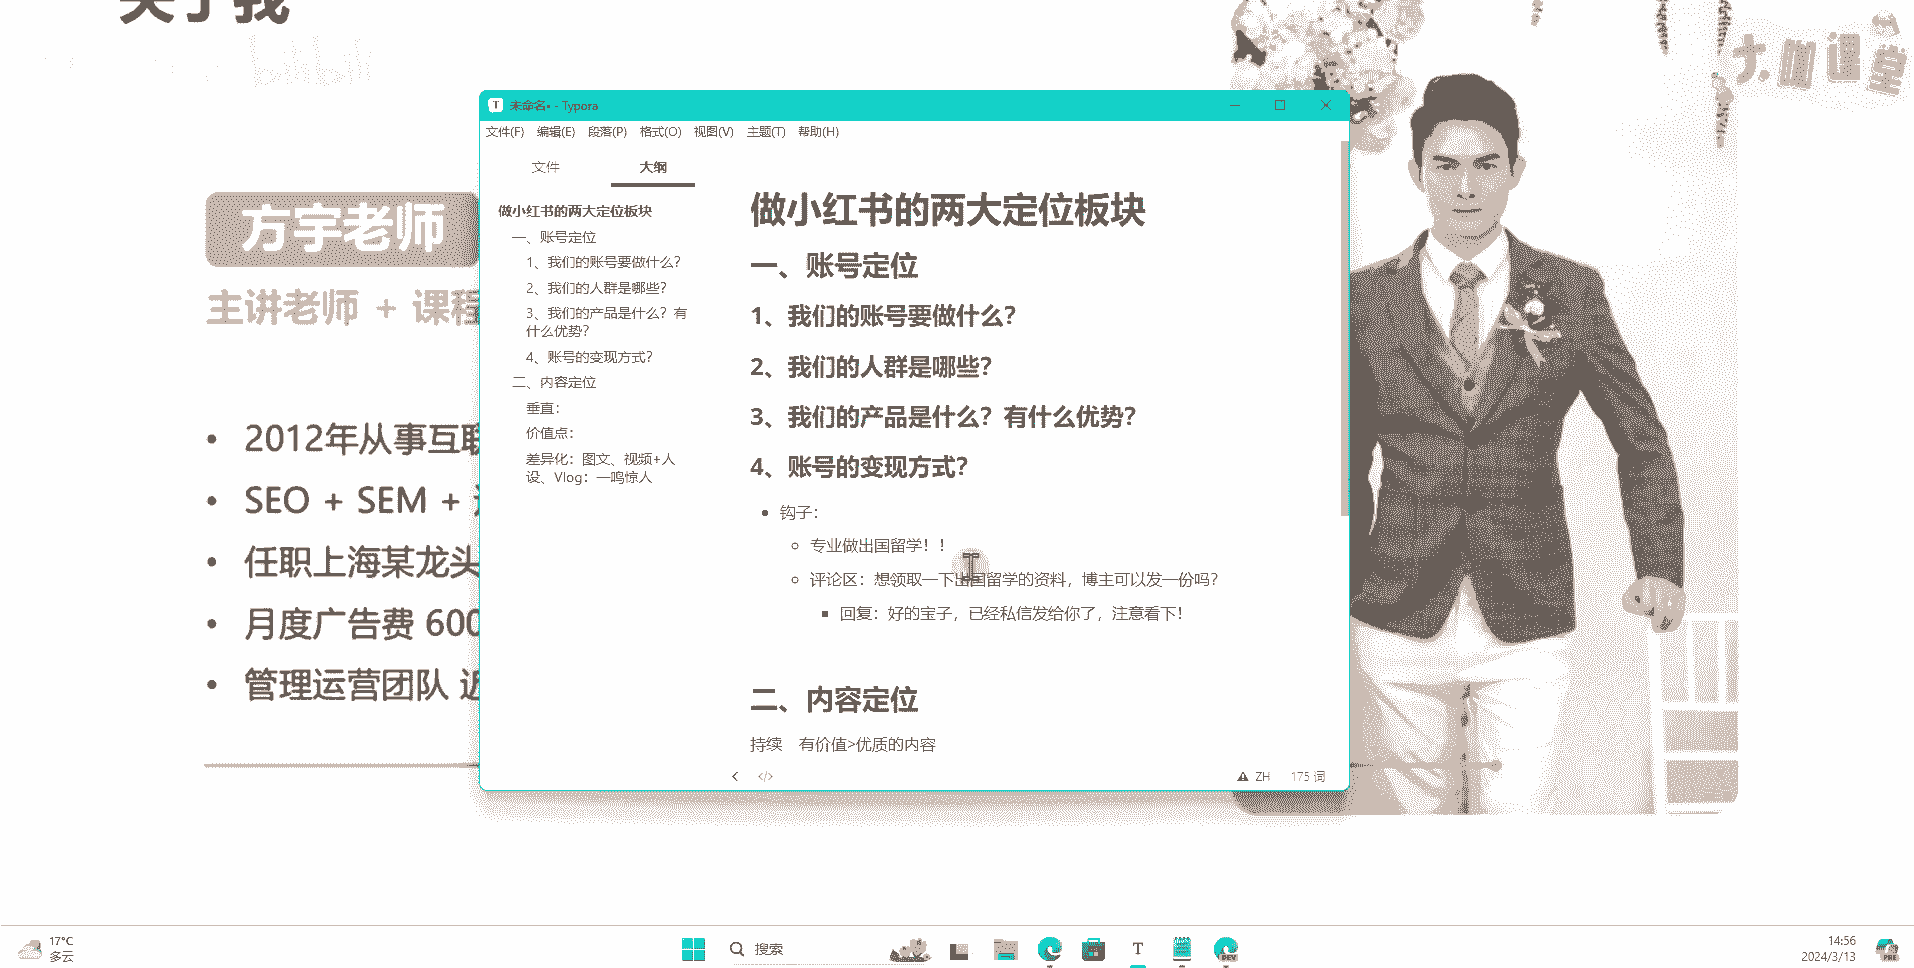 关于我
bilibili
大咖课堂
方宇老师
主讲老师 + 课程
2012年从事互联
SEO + SEM +
任职上海某龙头
月度广告费 600
管理运营团队 近
未命名• - Typora
文件(F) 编辑(E) 段落(P) 格式(O) 视图(V) 主题(T) 帮助(H)
文件 大纲
做小红书的两大定位板块
一、账号定位
1、我们的账号要做什么？
2、我们的人群是哪些？
3、我们的产品是什么？有
什么优势？
4、账号的变现方式？
二、内容定位
垂直：
价值点：
差异化：图文、视频+人
设、Vlog：一鸣惊人
做小红书的两大定位板块
一、账号定位
1、我们的账号要做什么？
2、我们的人群是哪些？
3、我们的产品是什么？有什么优势？
4、账号的变现方式？
钩子：
专业做出国留学！！
评论区：想领取一下出国留学的资料，博主可以发一份吗？
回复：好的宝子，已经私信发给你了，注意看下！
二、内容定位
持续 有价值>优质的内容
ZH 175 词
17°C
多云
搜索
DEV
14:56
2024/3/13
PRE